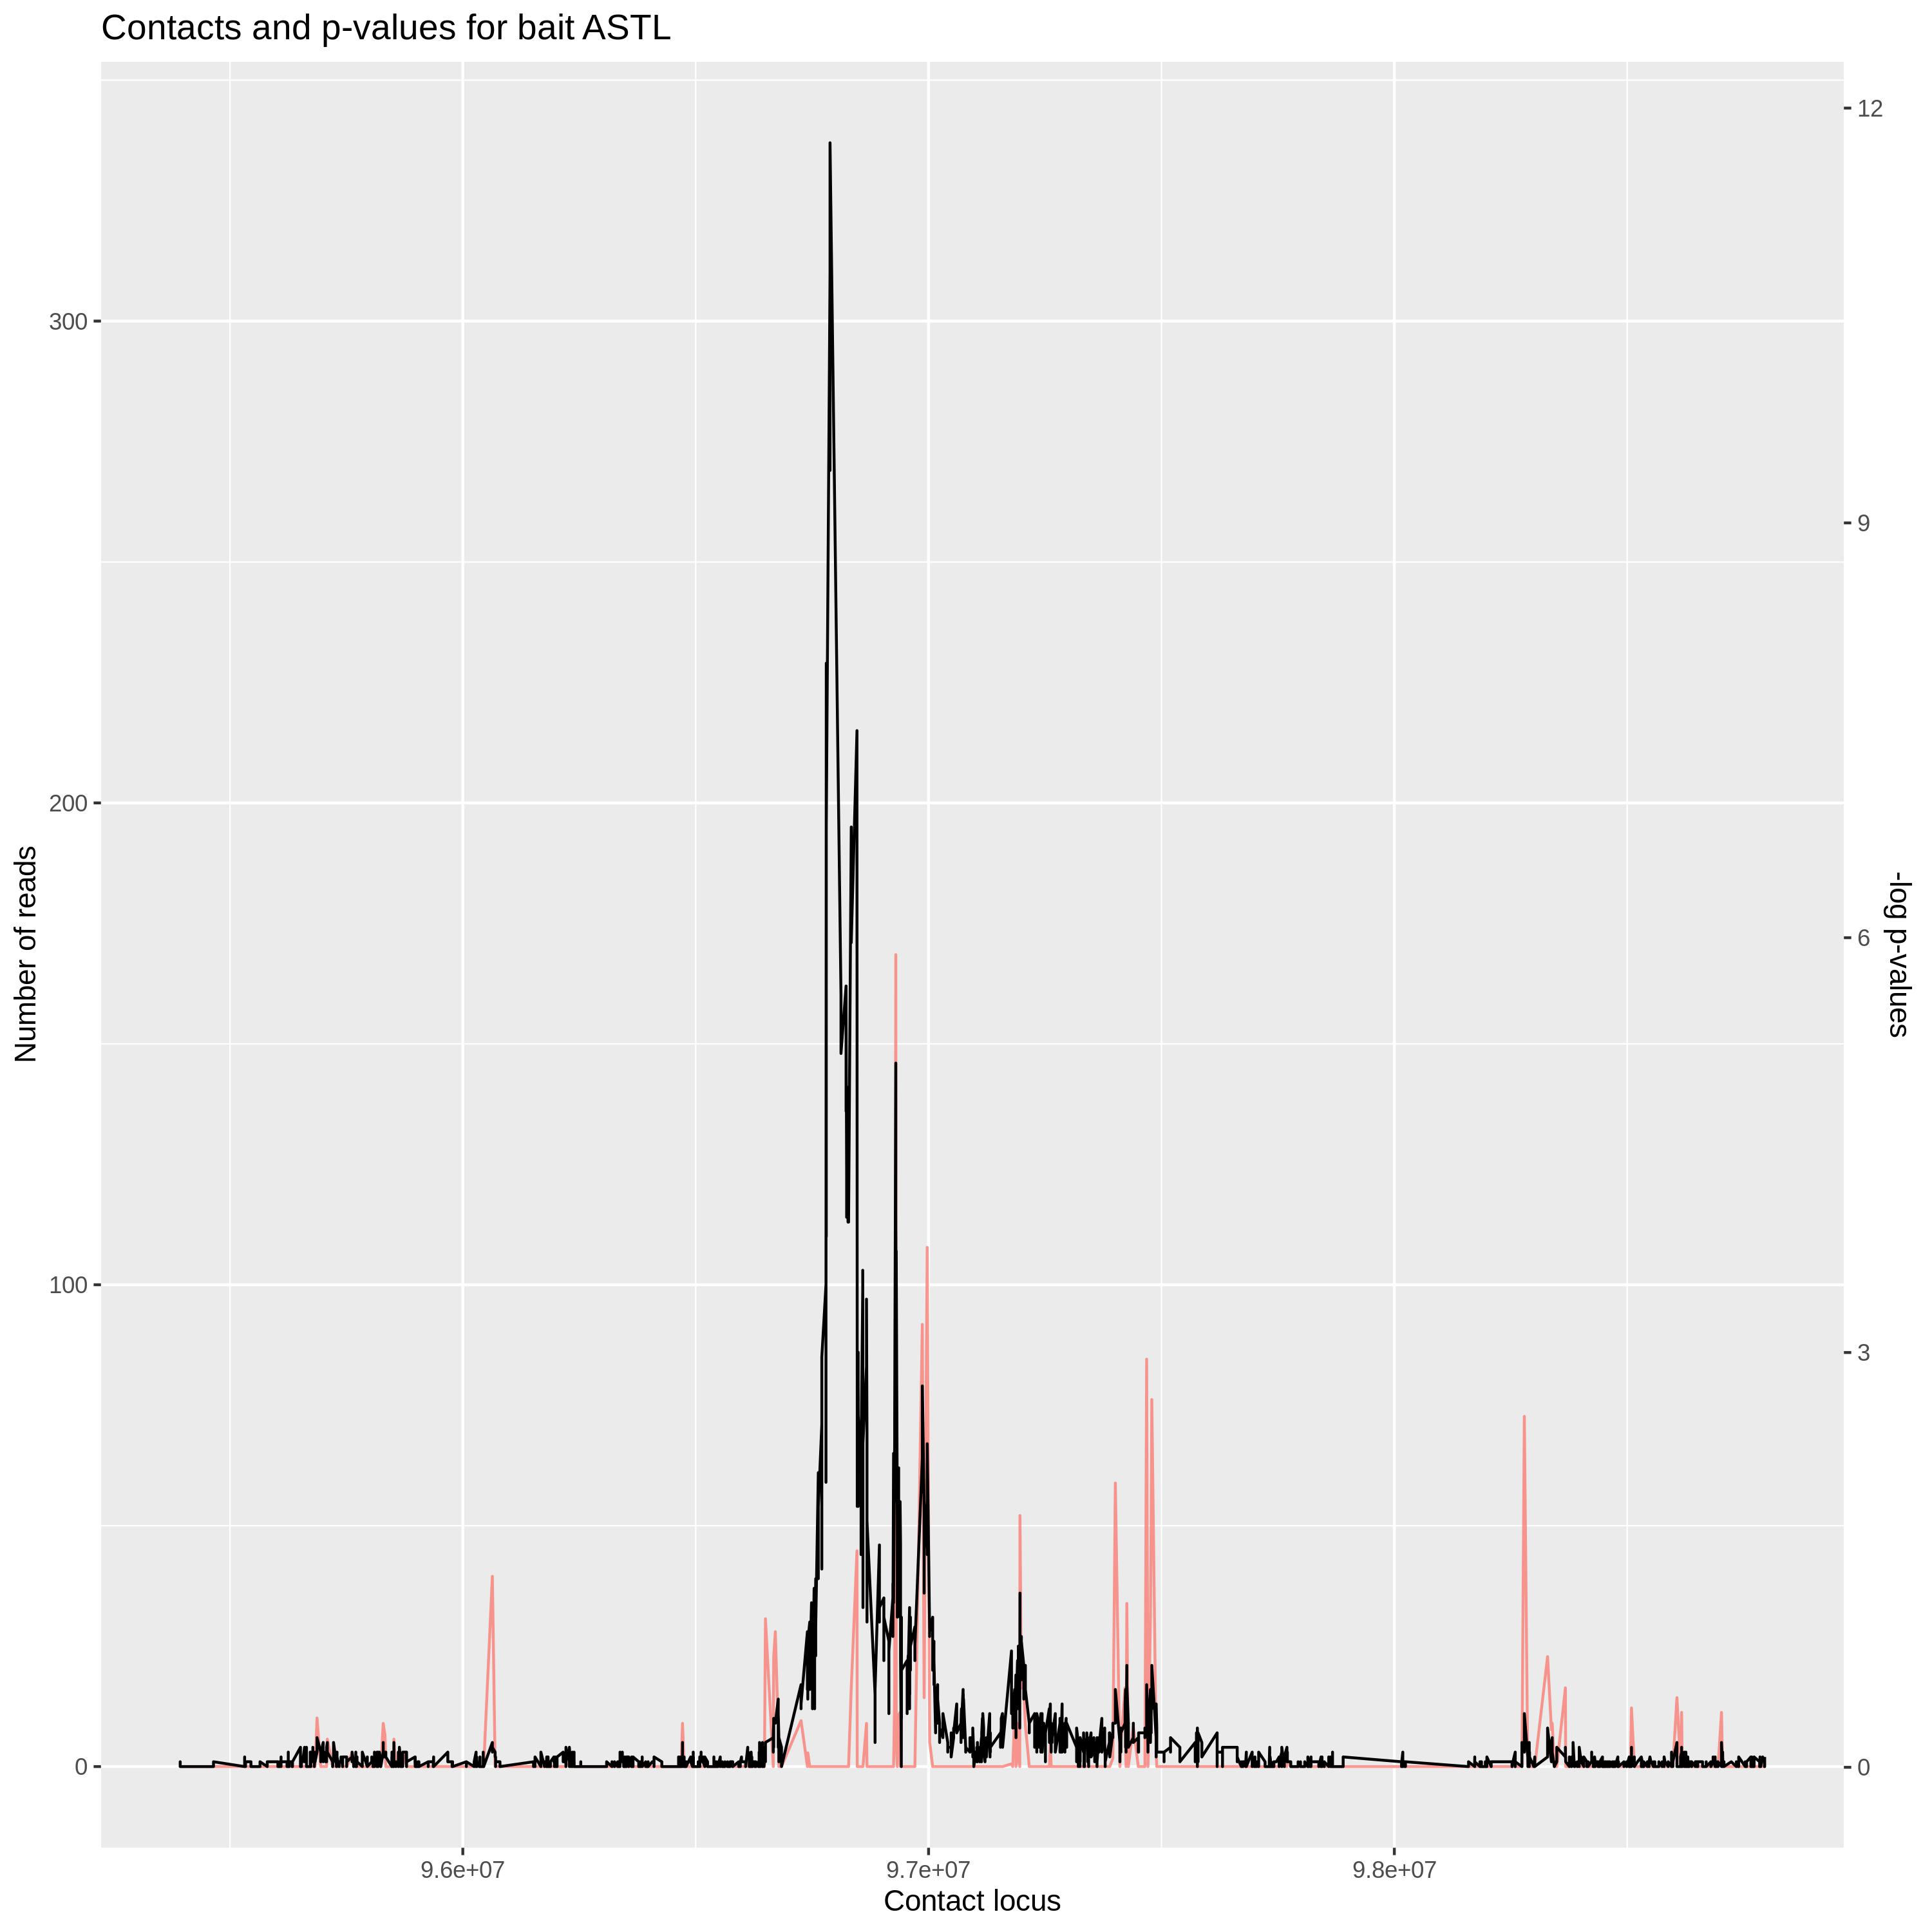 Contacts and p-values for bait ASTL
Number of reads
300
200
100
0
12
9
6
3
0
-log p-values
9.6e+07
9.7e+07
9.8e+07
Contact locus